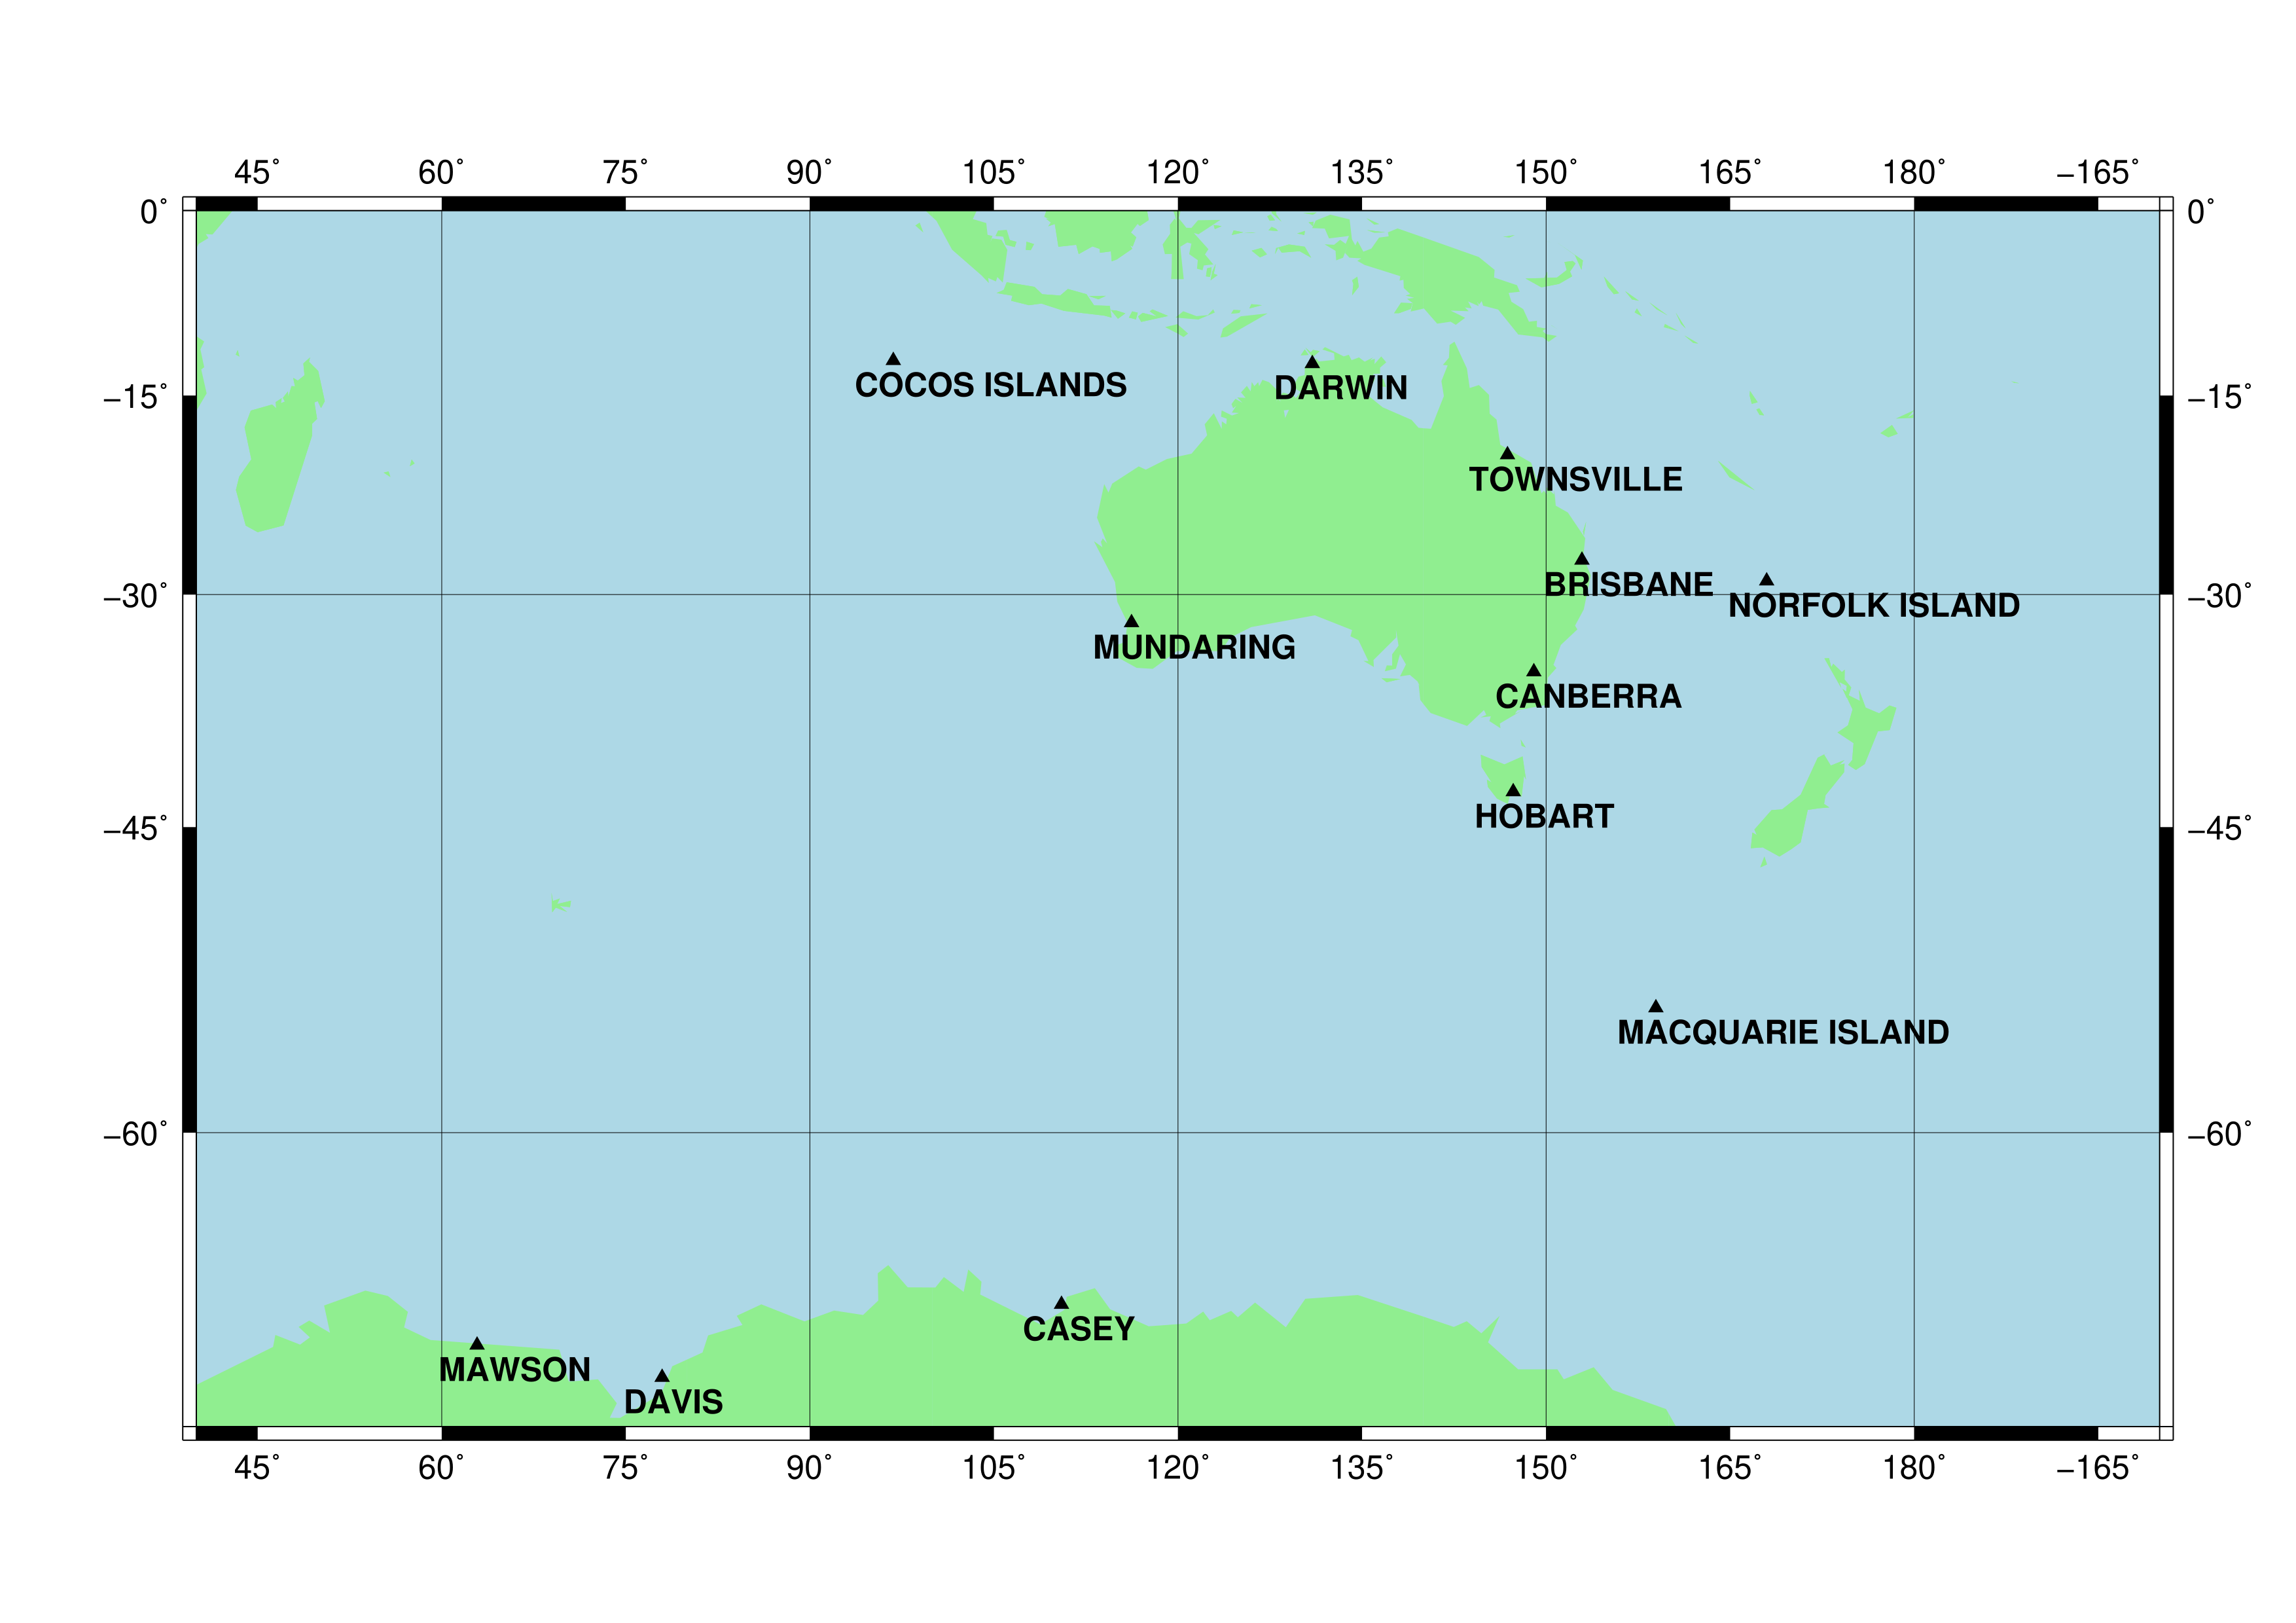 45° 60° 75° 90° 105° 120° 135° 150° 165° 180° −165°
0° 0°
COCOS ISLANDS DARWIN
−15° −15°
TOWNSVILLE
BRISBANE
−30° NORFOLK ISLAND −30°
MUNDARING
CANBERRA
HOBART
−45° −45°
MACQUARIE ISLAND
−60° −60°
CASEY
MAWSON
DAVIS
45° 60° 75° 90° 105° 120° 135° 150° 165° 180° −165°